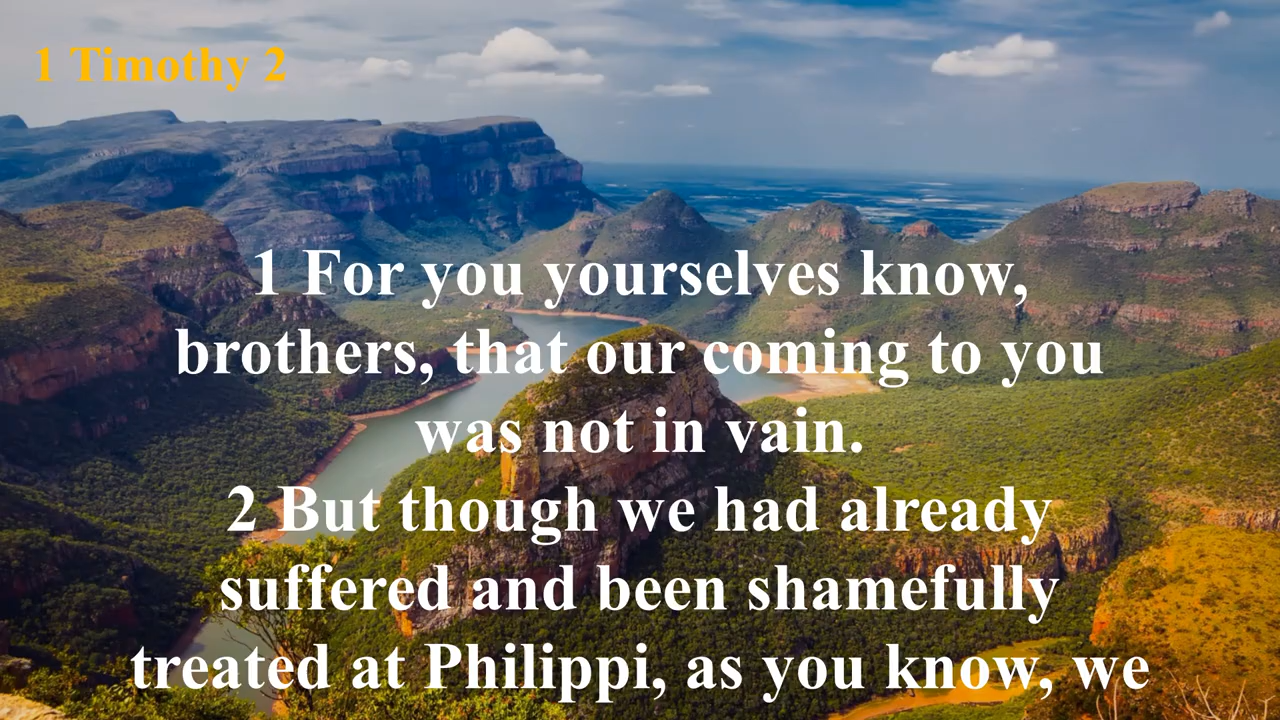 1 Timothy 2
1 For you yourselves know,
brothers, that our coming to you
was not in vain.
2 But though we had already
suffered and been shamefully
treated at Philippi, as you know, we